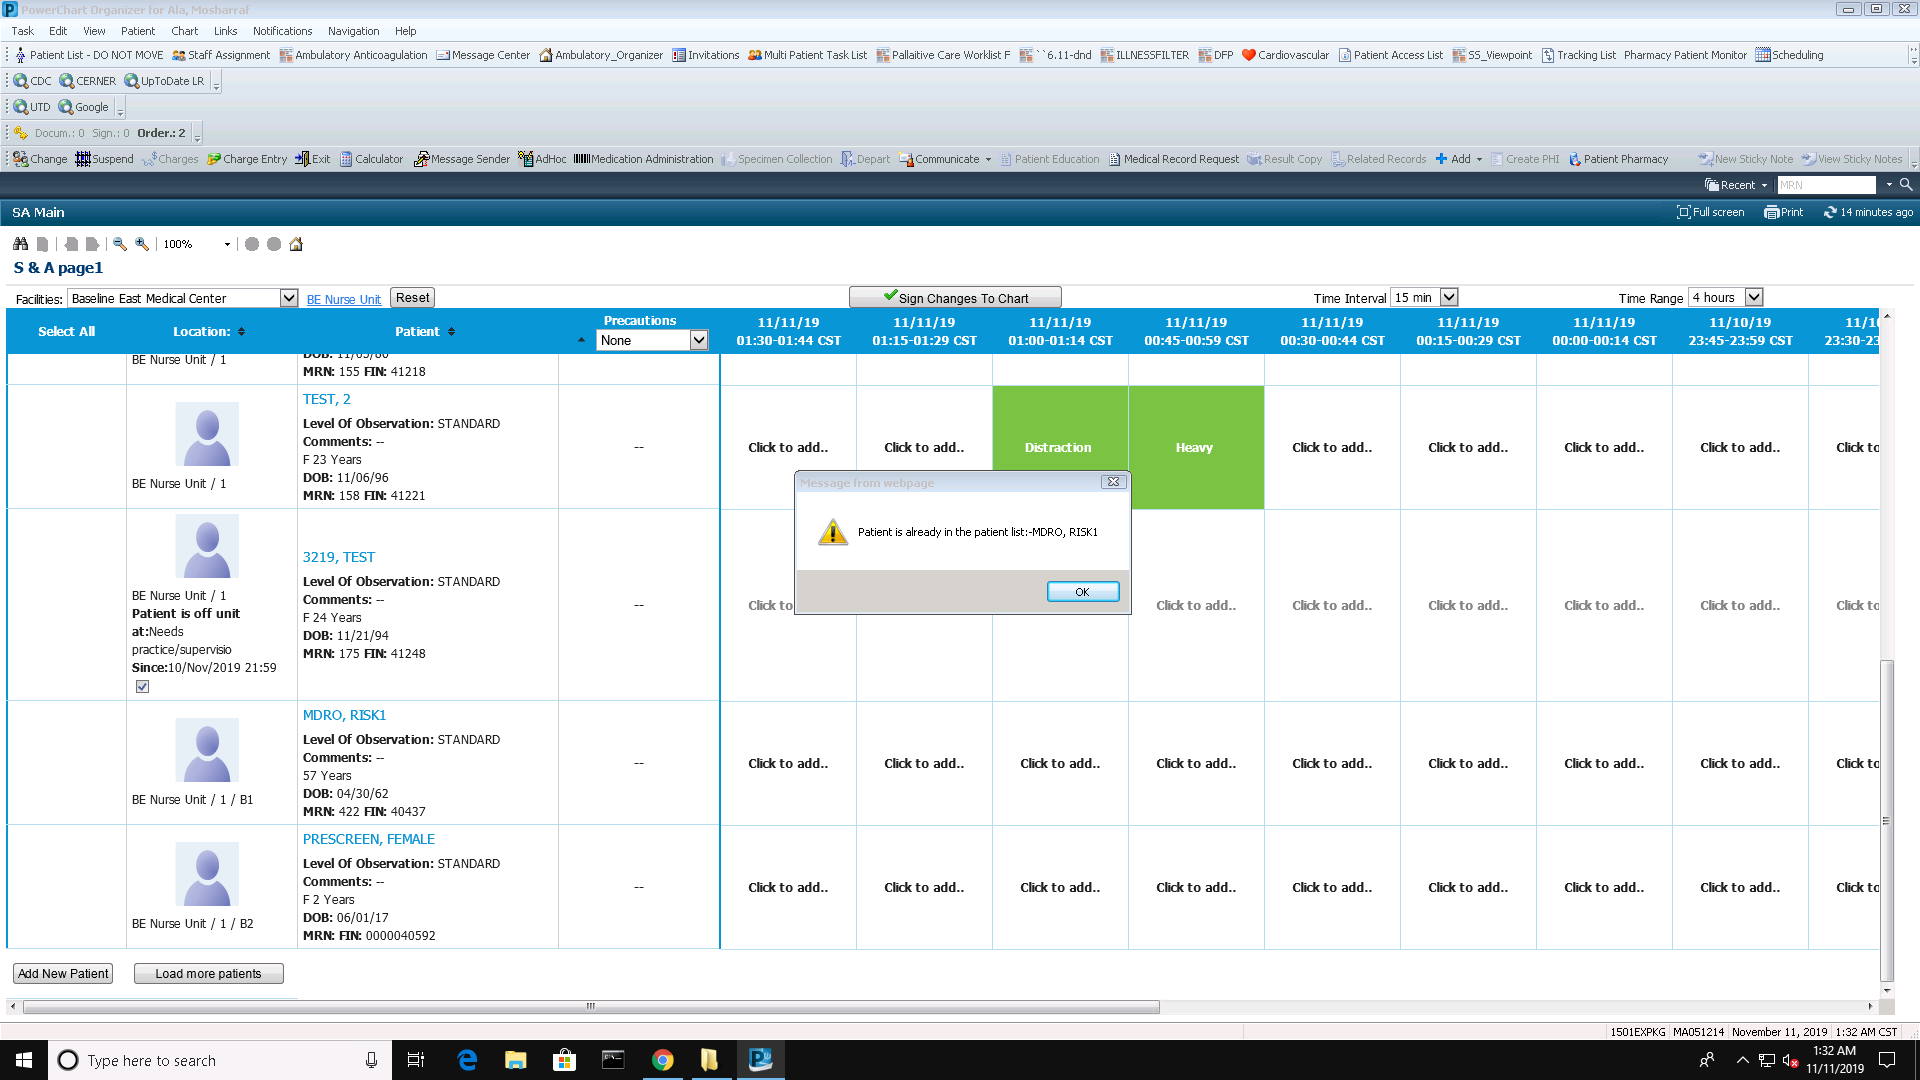 PowerChart Organizer for Ala, Mosharraf
Task Edit View Patient Chart Links Notifications Navigation Help
Patient List - DO NOT MOVE Staff Assignment Ambulatory Anticoagulation Message Center Ambulatory_Organizer Invitations Multi Patient Task List Pallaitive Care Worklist F ``6.11-dnd ILLNESSFILTER DFP Cardiovascular Patient Access List SS_Viewpoint Tracking List Pharmacy Patient Monitor Scheduling
CDC CERNER UpToDate LR
UTD Google
Docum.: 0 Sign.: 0 Order.: 2
Change Suspend Charges Charge Entry Exit Calculator Message Sender AdHoc Medication Administration Specimen Collection Depart Communicate Patient Education Medical Record Request Result Copy Related Records Add Create PHI Patient Pharmacy New Sticky Note View Sticky Notes
Recent MRN
SA Main Full screen Print 14 minutes ago
100%
S & A page1
Facilities: Baseline East Medical Center BE Nurse Unit Reset Sign Changes To Chart Time Interval 15 min Time Range 4 hours
Select All Location: Patient Precautions None
11/11/19 11/11/19 11/11/19 11/11/19 11/11/19 11/11/19 11/11/19 11/10/19 11/10
01:30-01:44 CST 01:15-01:29 CST 01:00-01:14 CST 00:45-00:59 CST 00:30-00:44 CST 00:15-00:29 CST 00:00-00:14 CST 23:45-23:59 CST 23:30-23
BE Nurse Unit / 1
DOB: 11/05/80
MRN: 155 FIN: 41218
TEST, 2
Level Of Observation: STANDARD
Comments: --
F 23 Years
DOB: 11/06/96
MRN: 158 FIN: 41221
BE Nurse Unit / 1
-- Click to add.. Click to add.. Distraction Heavy Click to add.. Click to add.. Click to add.. Click to add.. Click to
Message from webpage
Patient is already in the patient list:-MDRO, RISK1
OK
3219, TEST
Level Of Observation: STANDARD
Comments: --
F 24 Years
DOB: 11/21/94
MRN: 175 FIN: 41248
BE Nurse Unit / 1
Patient is off unit
at:Needs
practice/supervisio
Since:10/Nov/2019 21:59
-- Click to Click to add.. Click to add.. Click to add.. Click to add.. Click to add.. Click to
MDRO, RISK1
Level Of Observation: STANDARD
Comments: --
57 Years
DOB: 04/30/62
MRN: 422 FIN: 40437
BE Nurse Unit / 1 / B1
-- Click to add.. Click to add.. Click to add.. Click to add.. Click to add.. Click to add.. Click to add.. Click to add.. Click to
PRESCREEN, FEMALE
Level Of Observation: STANDARD
Comments: --
F 2 Years
DOB: 06/01/17
MRN: FIN: 0000040592
BE Nurse Unit / 1 / B2
-- Click to add.. Click to add.. Click to add.. Click to add.. Click to add.. Click to add.. Click to add.. Click to add.. Click to
Add New Patient Load more patients
1501EXPKG MA051214 November 11, 2019 1:32 AM CST
Type here to search
1:32 AM
11/11/2019